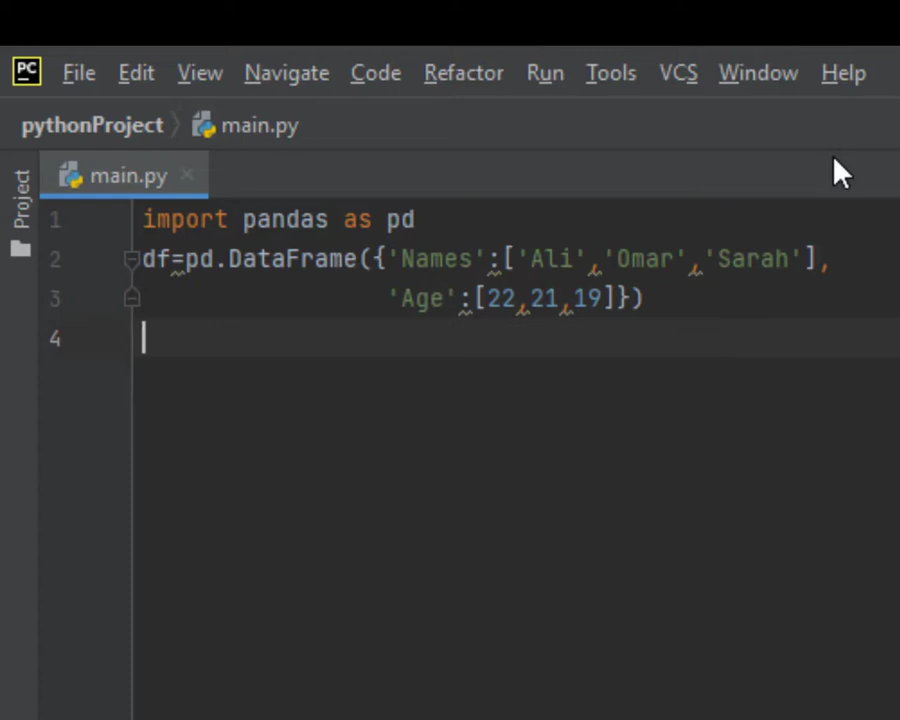 PC File Edit View Navigate Code Refactor Run Tools VCS Window Help
pythonProject main.py
Project
main.py
1 import pandas as pd
2 df=pd.DataFrame({'Names':['Ali','Omar','Sarah'],
3 'Age':[22,21,19]})
4